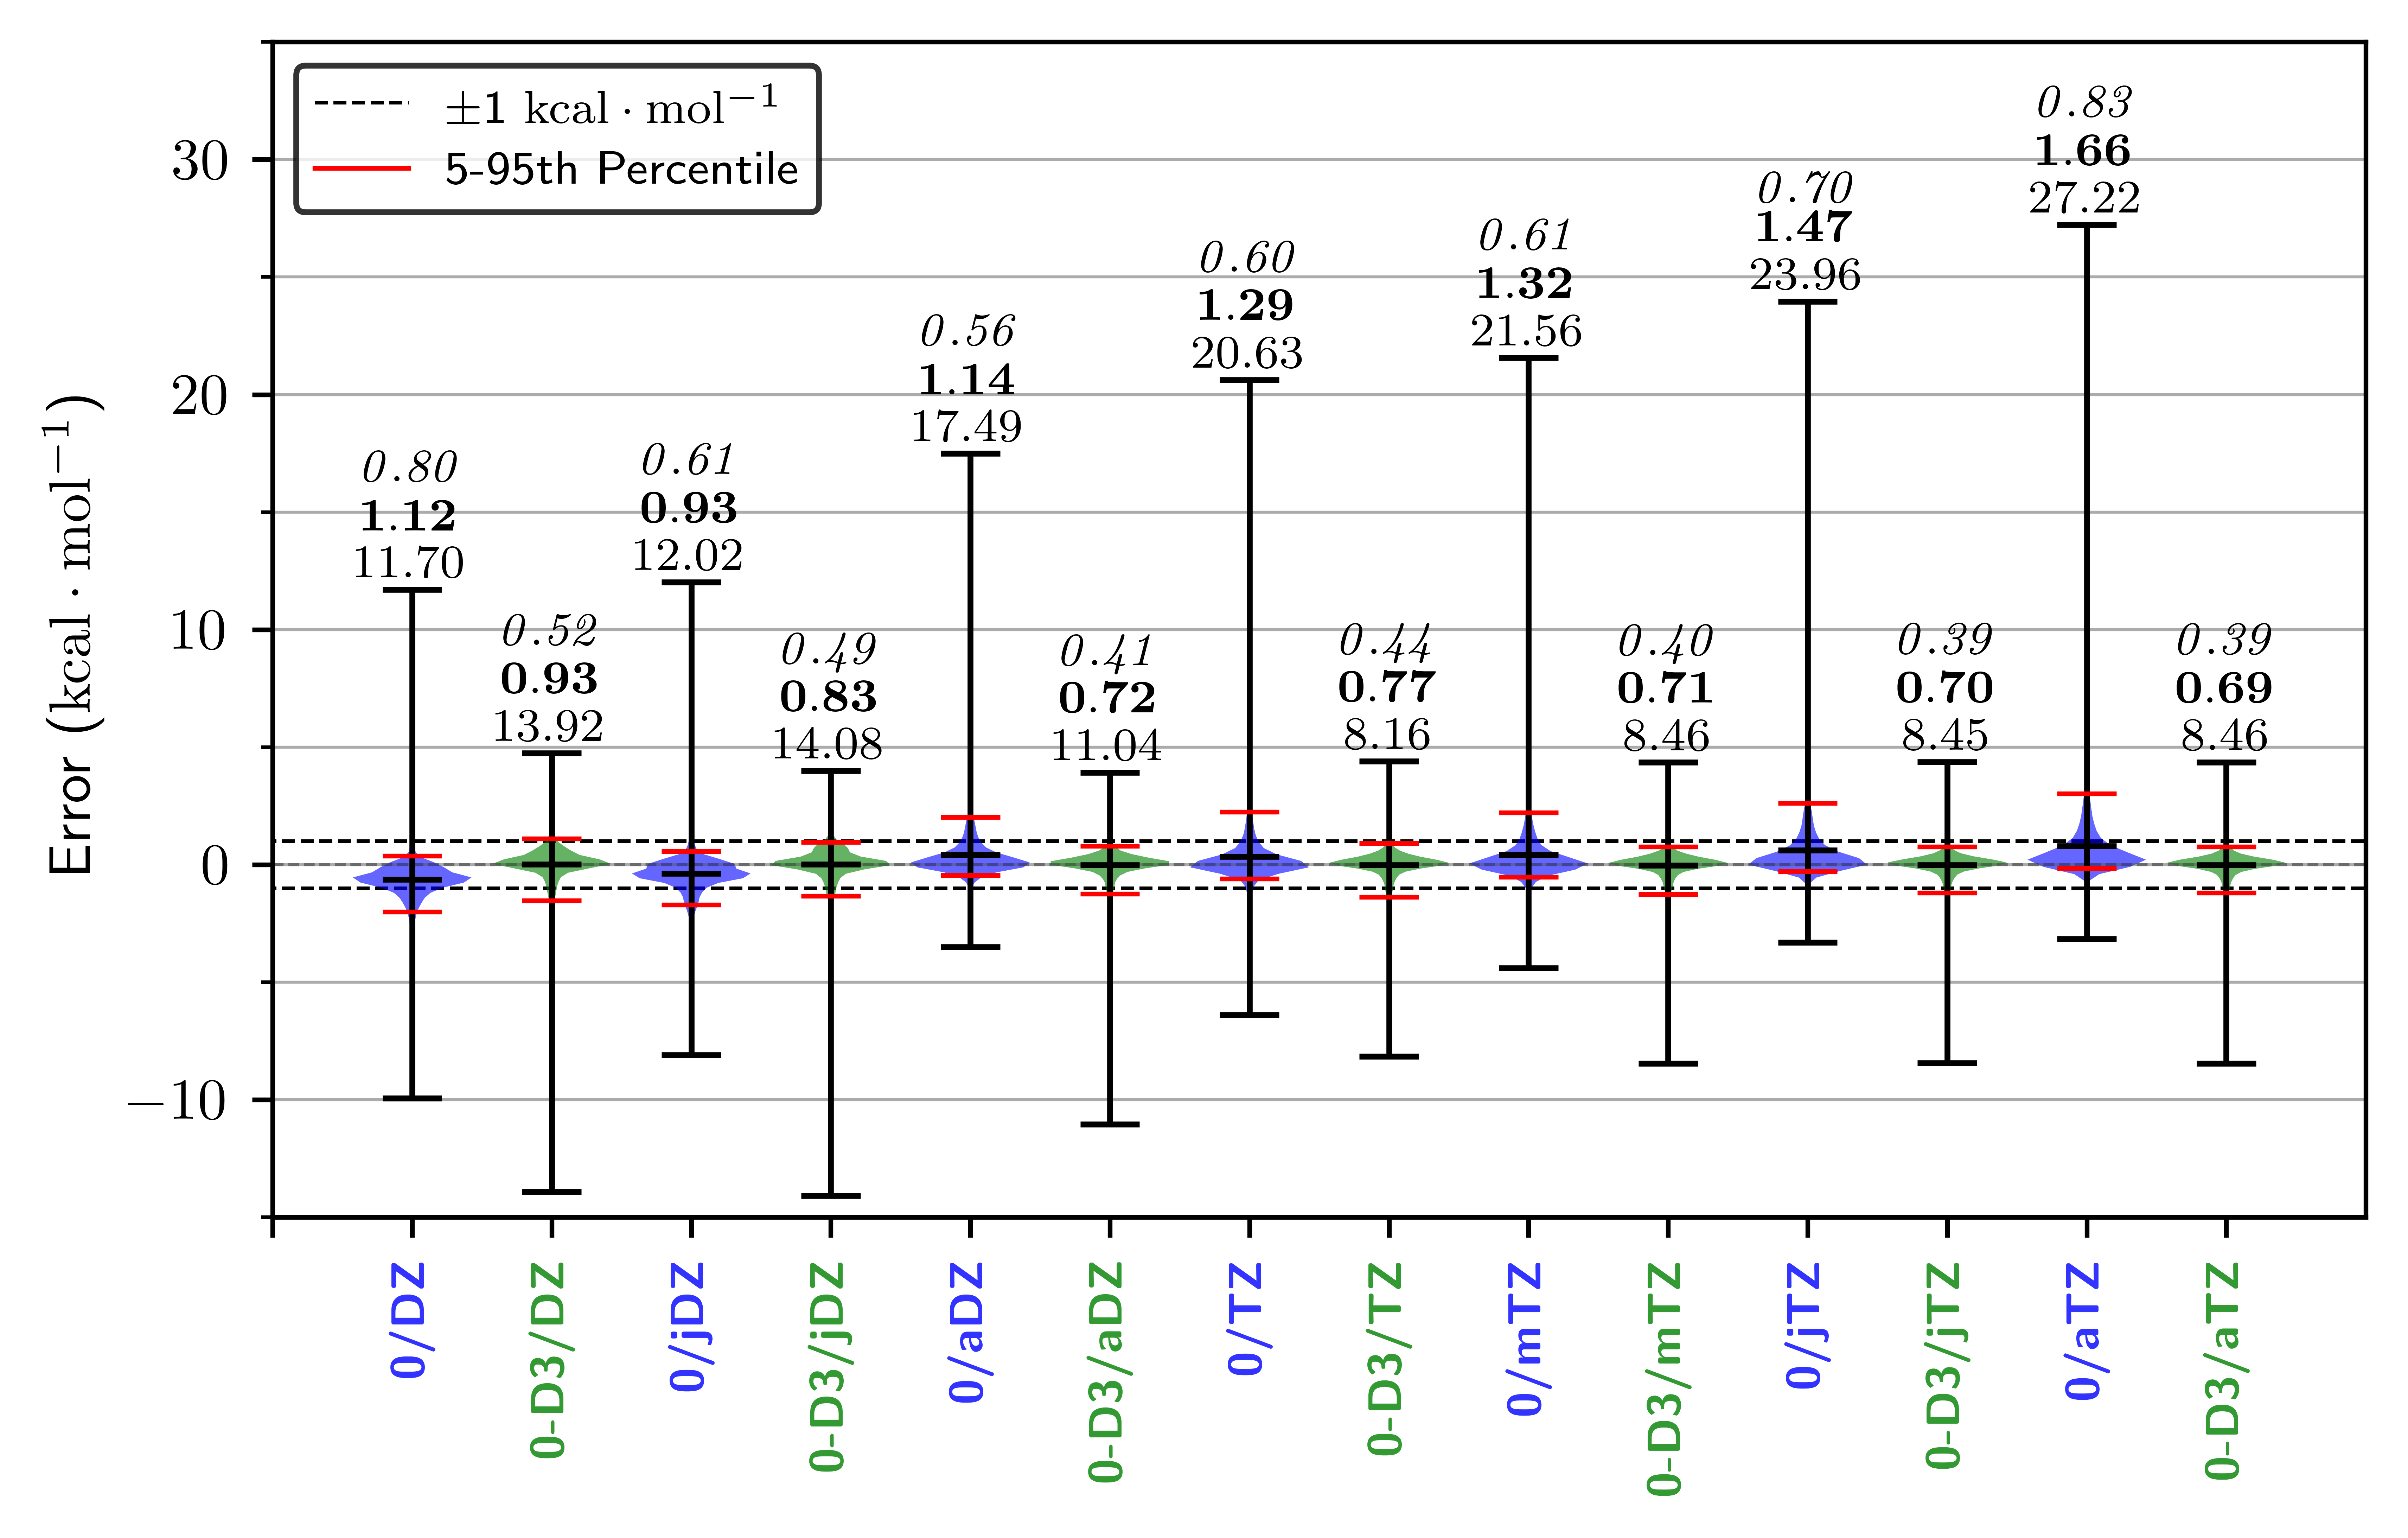 ±1 kcal · mol⁻¹
5-95th Percentile
Error (kcal · mol⁻¹)
30
20
10
0
−10
0.80
1.12
11.70
0.52
0.93
13.92
0.61
0.93
12.02
0.49
0.83
14.08
0.56
1.14
17.49
0.41
0.72
11.04
0.60
1.29
20.63
0.44
0.77
8.16
0.61
1.32
21.56
0.40
0.71
8.46
0.70
1.47
23.96
0.39
0.70
8.45
0.83
1.66
27.22
0.39
0.69
8.46
0/DZ
0-D3/DZ
0/jDZ
0-D3/jDZ
0/aDZ
0-D3/aDZ
0/TZ
0-D3/TZ
0/mTZ
0-D3/mTZ
0/jTZ
0-D3/jTZ
0/aTZ
0-D3/aTZ